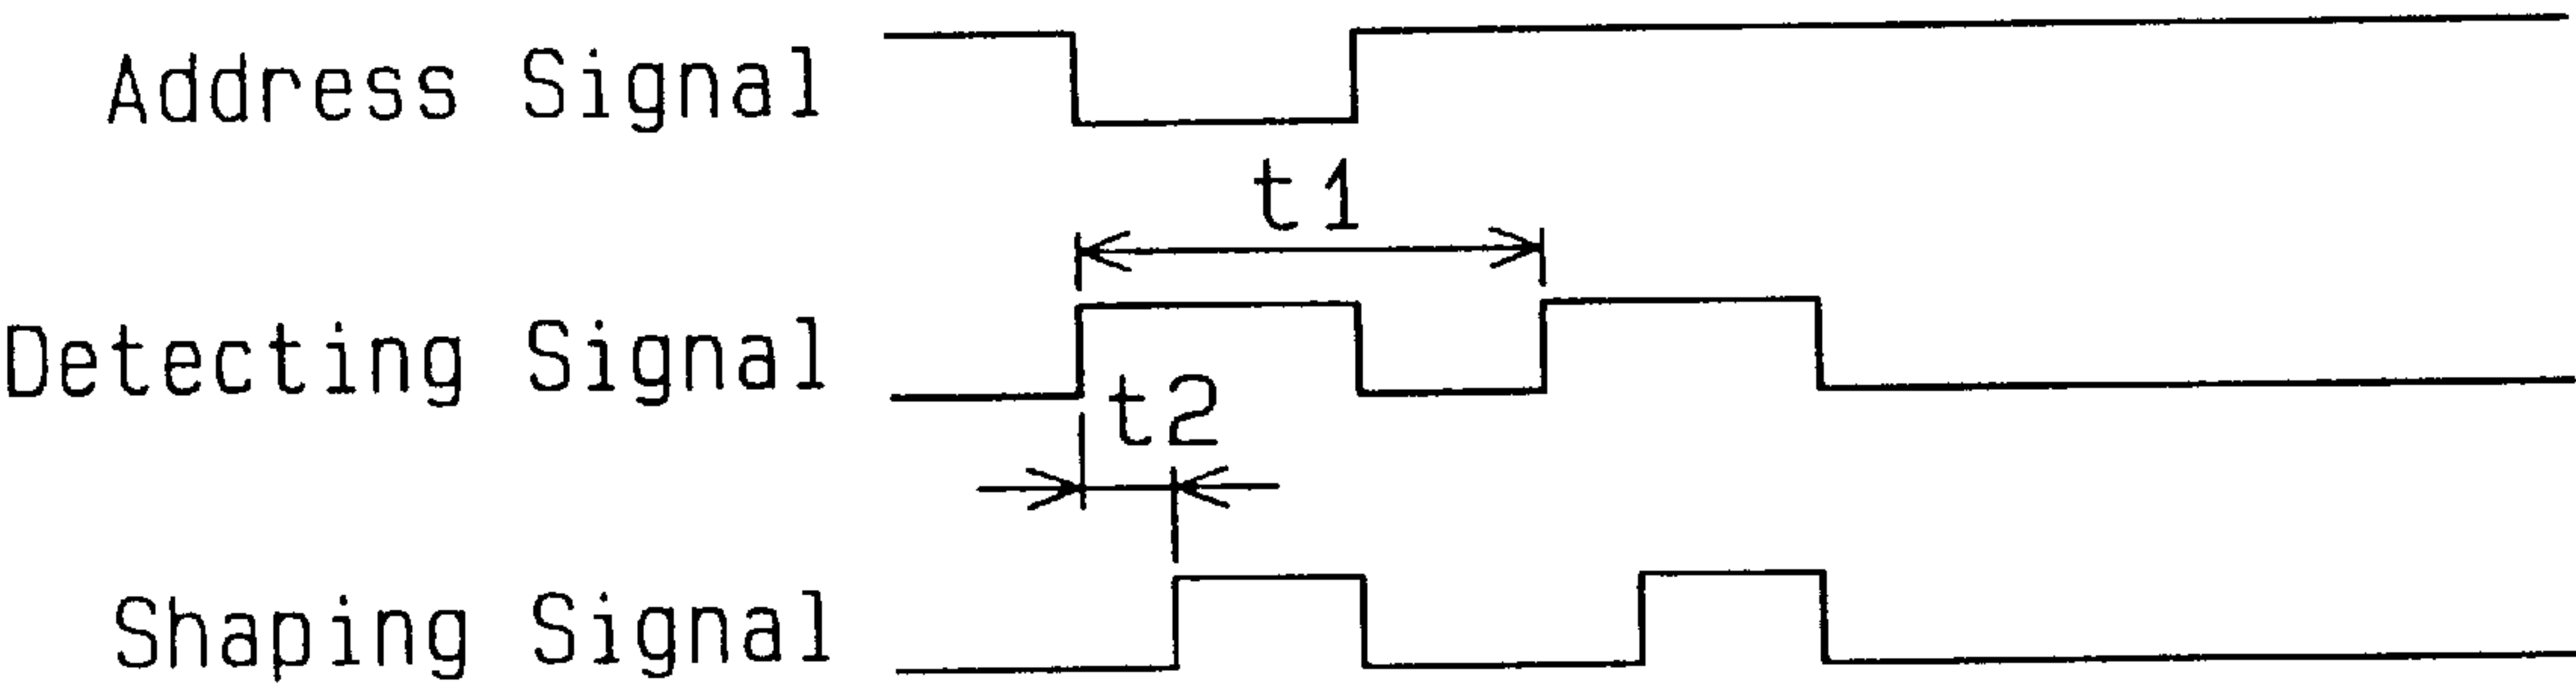 Address Signal
t1
Detecting Signal
t2
Shaping Signal